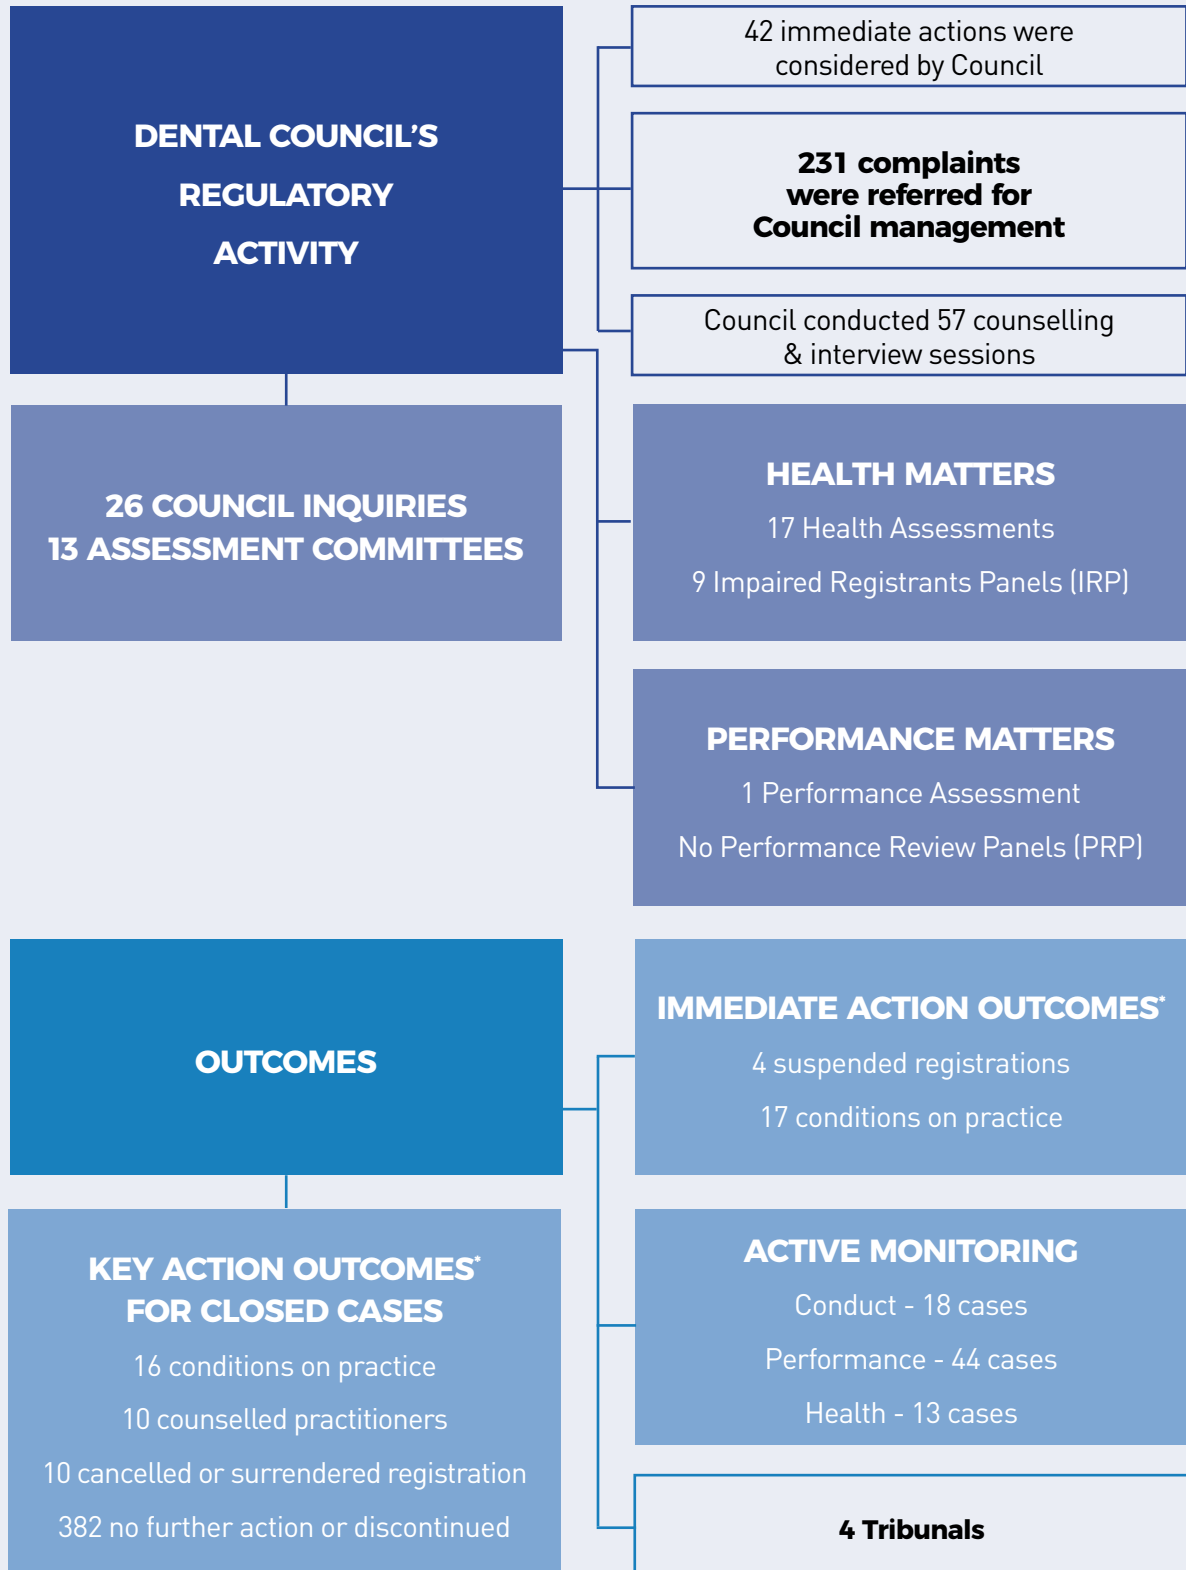 DENTAL COUNCIL'S
REGULATORY
ACTIVITY
42 immediate actions were
considered by Council
231 complaints
were referred for
Council management
Council conducted 57 counselling
& interview sessions
26 COUNCIL INQUIRIES
13 ASSESSMENT COMMITTEES
HEALTH MATTERS
17 Health Assessments
9 Impaired Registrants Panels (IRP)
PERFORMANCE MATTERS
1 Performance Assessment
No Performance Review Panels (PRP)
OUTCOMES
IMMEDIATE ACTION OUTCOMES*
4 suspended registrations
17 conditions on practice
KEY ACTION OUTCOMES*
FOR CLOSED CASES
16 conditions on practice
10 counselled practitioners
10 cancelled or surrendered registration
382 no further action or discontinued
ACTIVE MONITORING
Conduct - 18 cases
Performance - 44 cases
Health - 13 cases
4 Tribunals